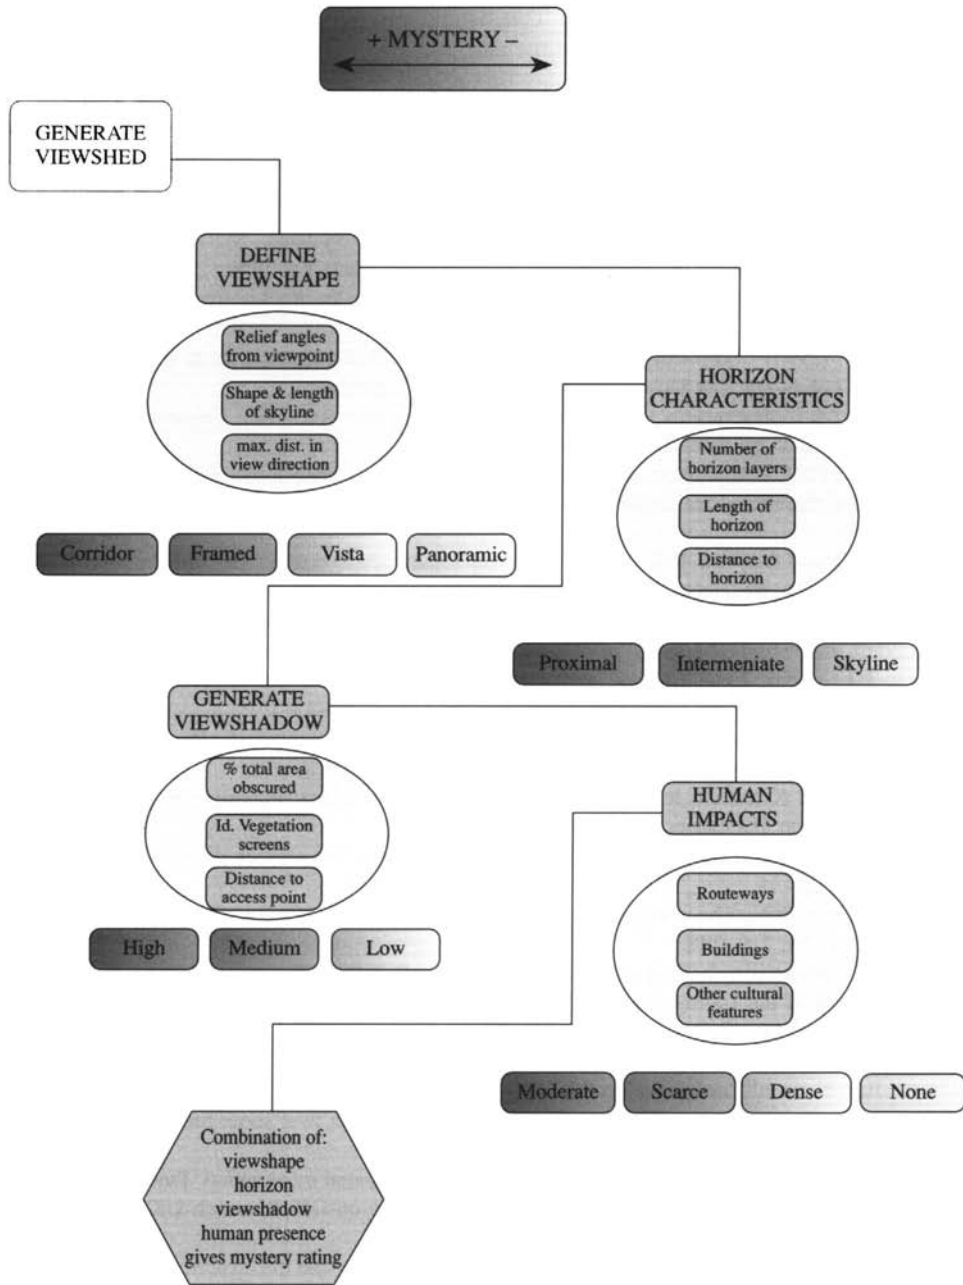 + MYSTERY –
GENERATE
VIEWSHED
DEFINE
VIEWSHAPE
Relief angles
from viewpoint
Shape & length
of skyline
max. dist. in
view direction
Corridor
Framed
Vista
Panoramic
HORIZON
CHARACTERISTICS
Number of
horizon layers
Length of
horizon
Distance to
horizon
Proximal
Intermeniate
Skyline
GENERATE
VIEWSHADOW
% total area
obscured
Id. Vegetation
screens
Distance to
access point
High
Medium
Low
HUMAN
IMPACTS
Routeways
Buildings
Other cultural
features
Moderate
Scarce
Dense
None
Combination of:
viewshape
horizon
viewshadow
human presence
gives mystery rating